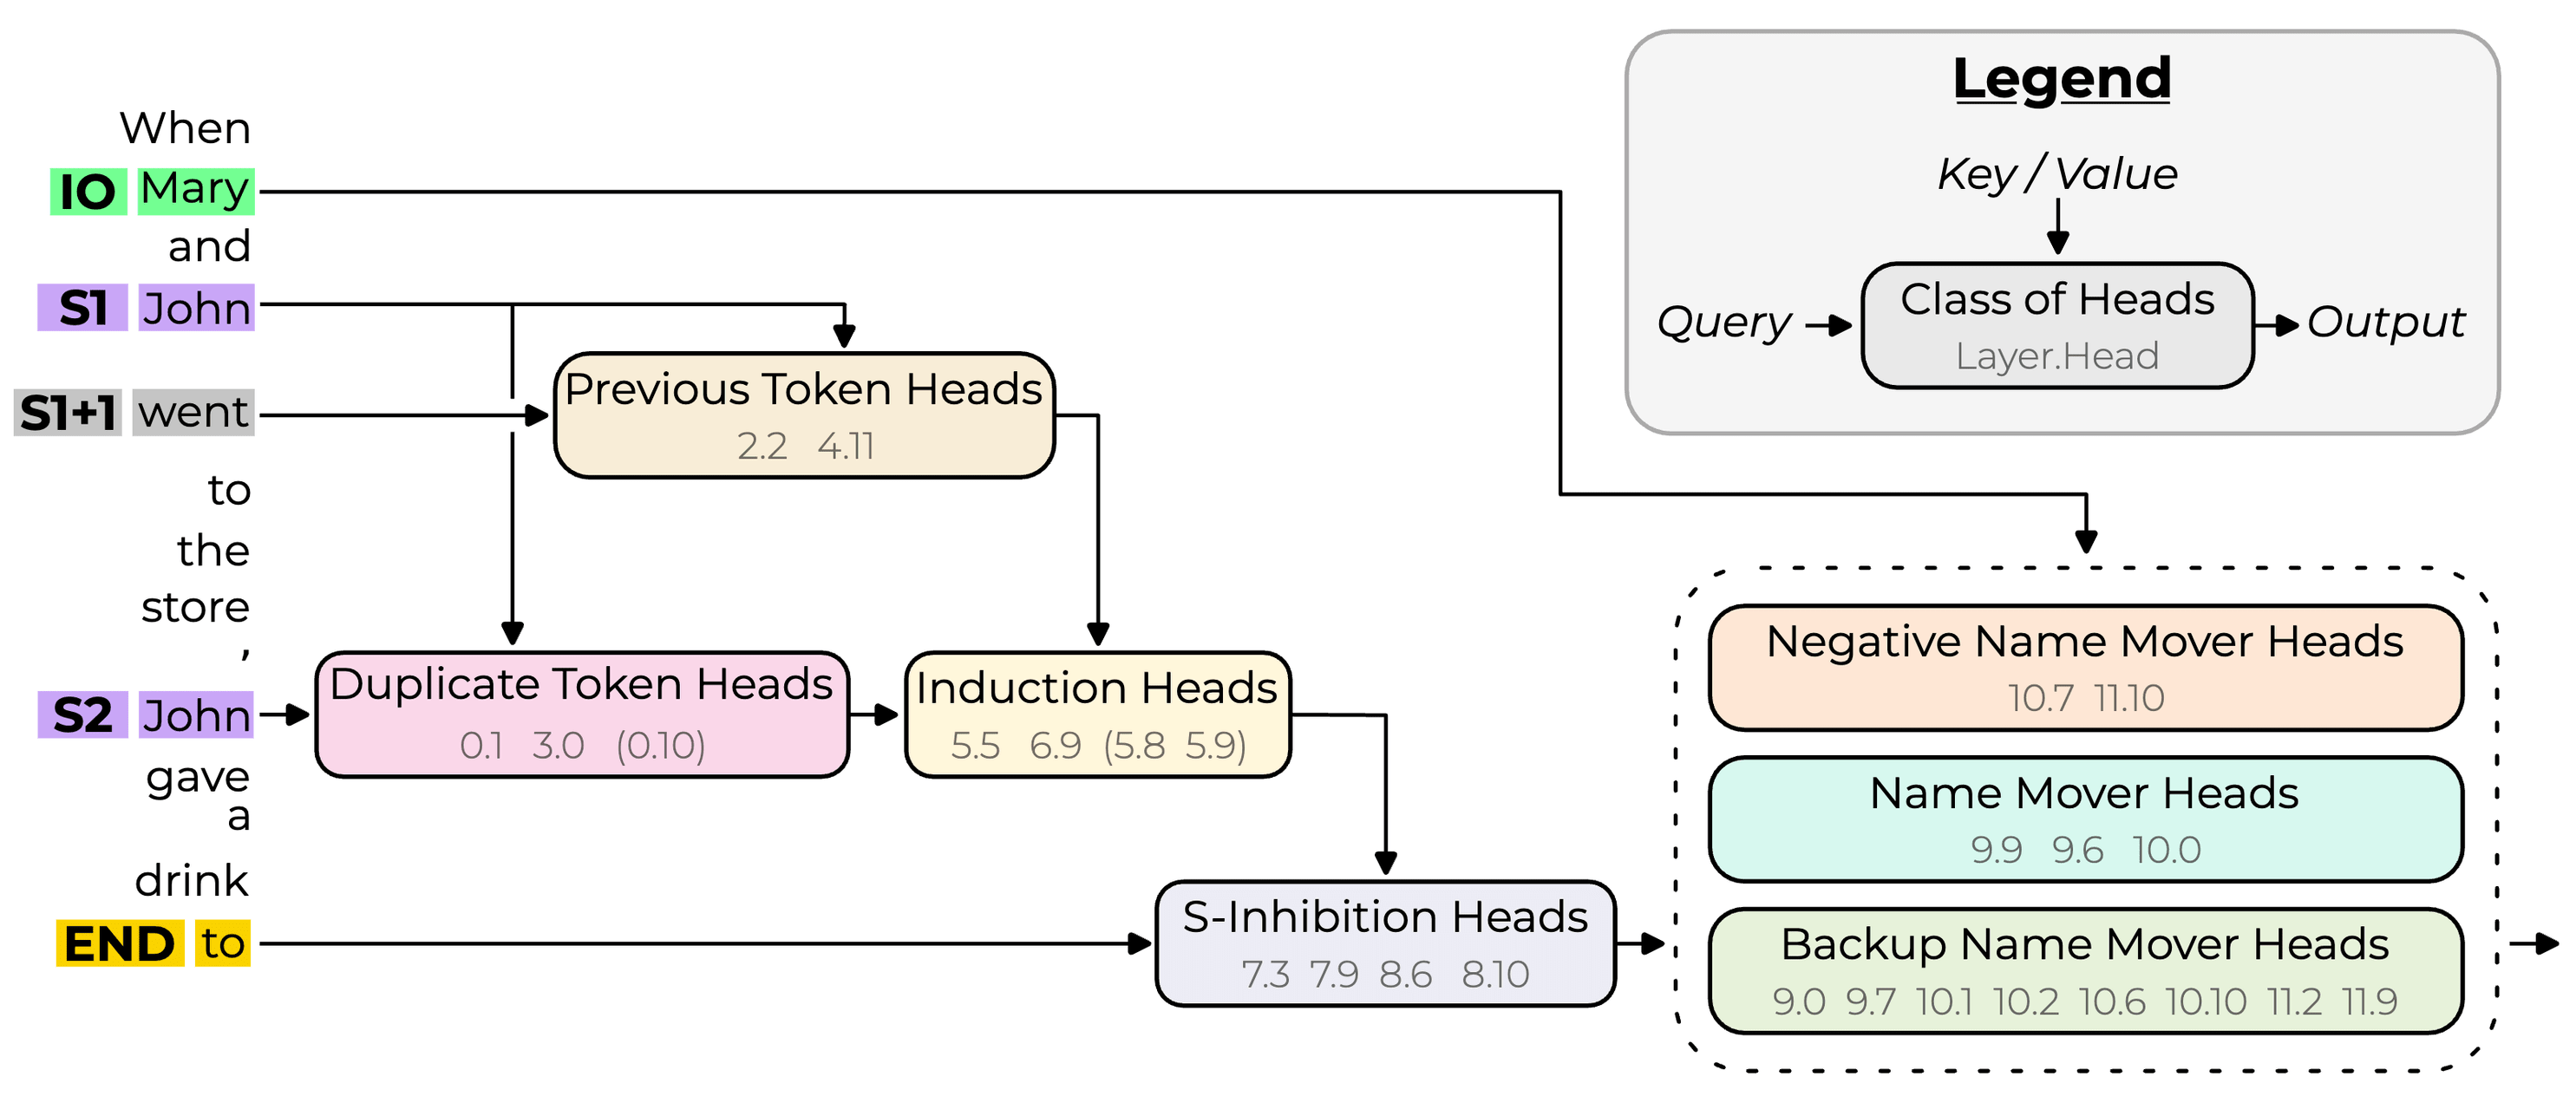 When
IO Mary
and
S1 John
S1+1 went
to
the
store
,
S2 John
gave
a
drink
END to
Previous Token Heads
2.2 4.11
Duplicate Token Heads
0.1 3.0 (0.10)
Induction Heads
5.5 6.9 (5.8 5.9)
S-Inhibition Heads
7.3 7.9 8.6 8.10
Legend
Key / Value
Query
Class of Heads
Layer.Head
Output
Negative Name Mover Heads
10.7 11.10
Name Mover Heads
9.9 9.6 10.0
Backup Name Mover Heads
9.0 9.7 10.1 10.2 10.6 10.10 11.2 11.9